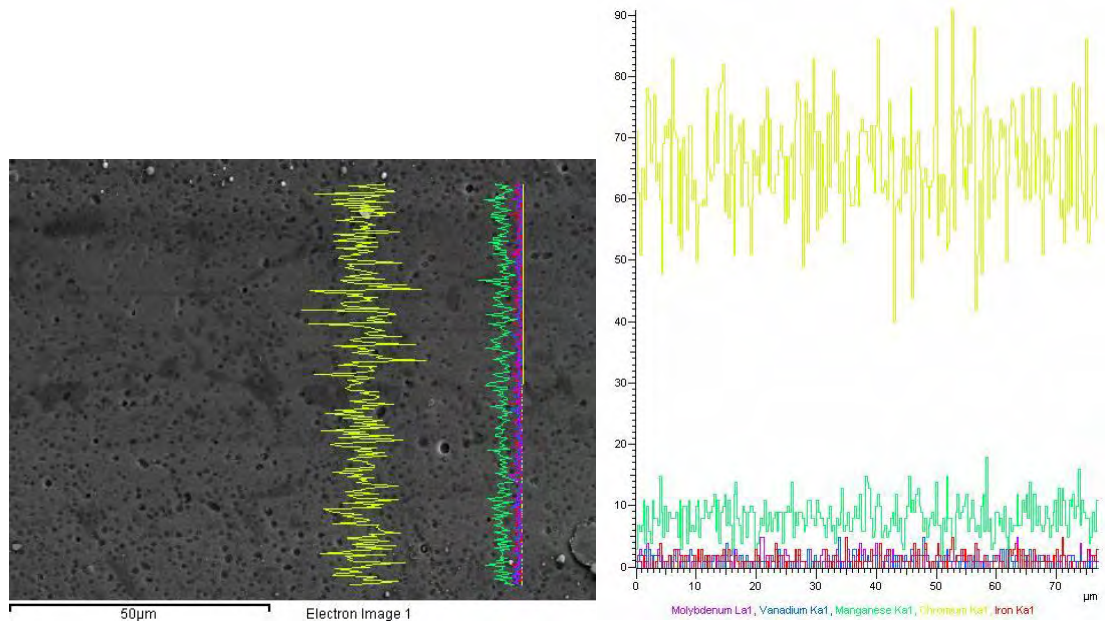 50µm
Electron Image 1
90
80
70
60
50
40
30
20
10
0
0 10 20 30 40 50 60 70
µm
Molybdenum La1, Vanadium Ka1, Manganese Ka1, Chromium Ka1, Iron Ka1